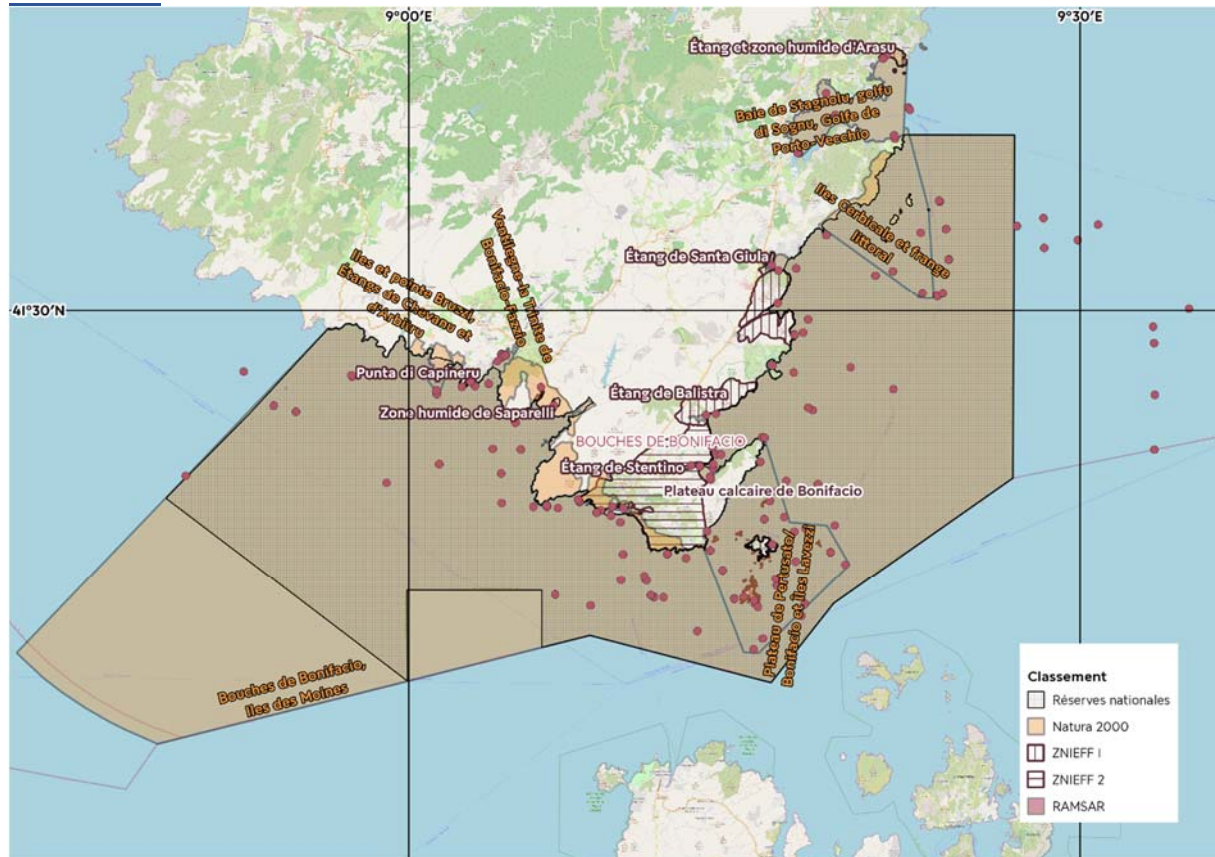 9°00'E
9°30'E
Étang et zone humide d'Arasu
Baie de Stagnolu, golfu
di Sognu, Golfe de
Porto-Vecchio
Iles Cerbicale et frange
littoral
Ventilegne-la Trinite de
Bonifacio-Fazzio
Iles et pointe Bruzzi,
Étangs de Chevanu et
d'Arbitru
Étang de Santa Giula
41°30'N
Punta di Capineru
Zone humide de Saparelli
Étang de Balistra
BOUCHES DE BONIFACIO
Étang de Stentino
Plateau calcaire de Bonifacio
Plateau de Pertusato/
Bonifacio et îles Lavezzi
Bouches de Bonifacio,
Iles des Moines
Classement
Réserves nationales
Natura 2000
ZNIEFF 1
ZNIEFF 2
RAMSAR